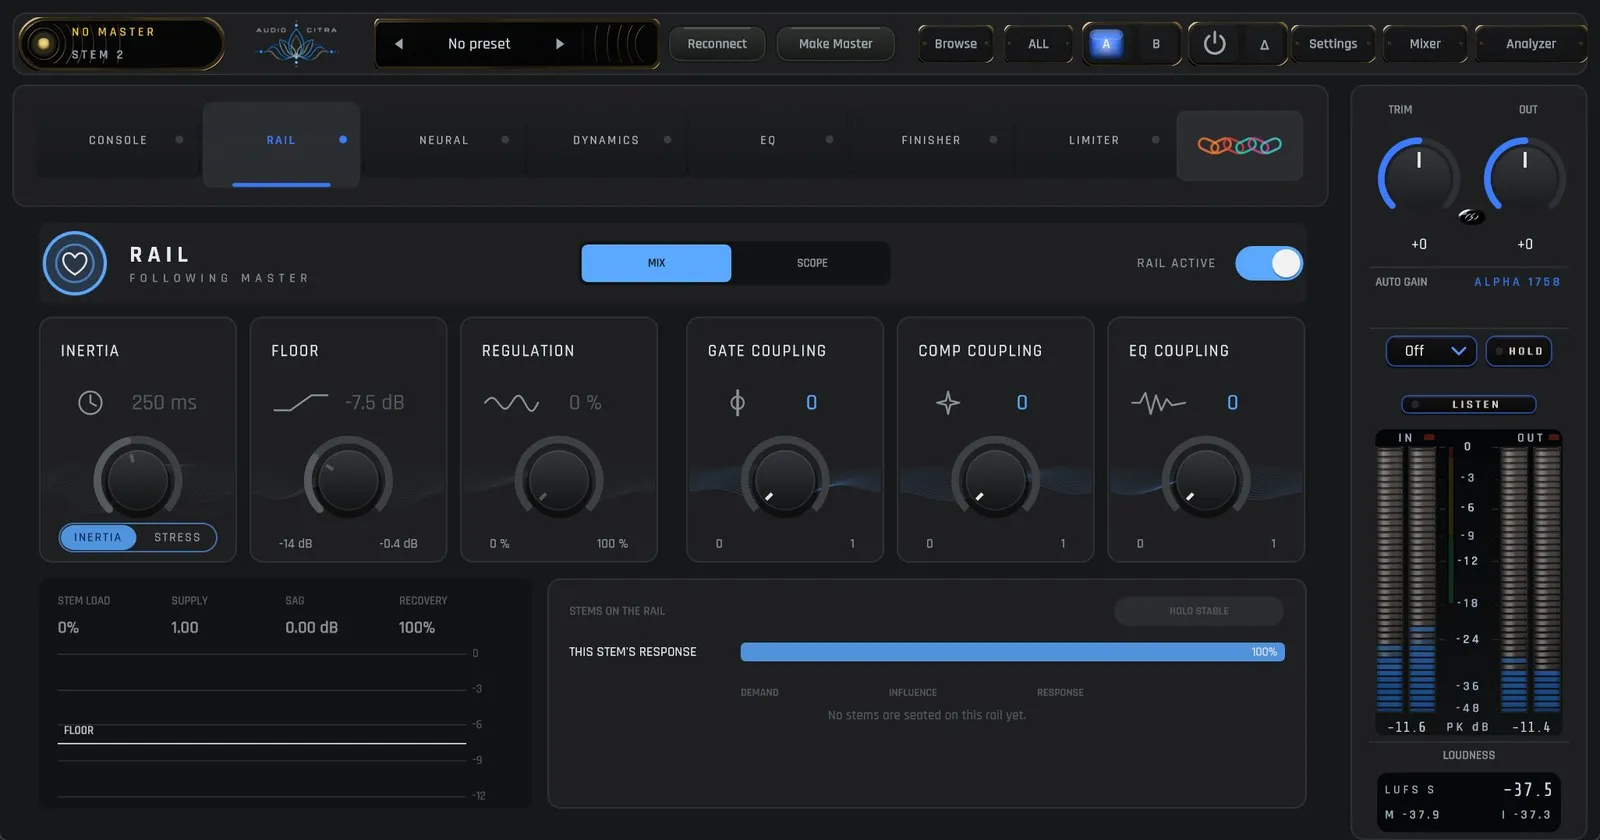 NO MASTER
STEM 2
AUDIO CITRA
No preset
Reconnect
Make Master
Browse
ALL
A
B
Δ
Settings
Mixer
Analyzer
CONSOLE
RAIL
NEURAL
DYNAMICS
EQ
FINISHER
LIMITER
RAIL
FOLLOWING MASTER
MIX
SCOPE
RAIL ACTIVE
INERTIA
250 ms
INERTIA
STRESS
FLOOR
-7.5 dB
-14 dB
-0.4 dB
REGULATION
0 %
0 %
100 %
GATE COUPLING
0
0
1
COMP COUPLING
0
0
1
EQ COUPLING
0
0
1
STEM LOAD
SUPPLY
SAG
RECOVERY
0%
1.00
0.00 dB
100%
0
-3
-6
FLOOR
-9
-12
STEMS ON THE RAIL
HOLD STABLE
THIS STEM'S RESPONSE
100%
DEMAND
INFLUENCE
RESPONSE
No stems are seated on this rail yet.
TRIM
OUT
+0
+0
AUTO GAIN
ALPHA 1758
Off
HOLD
LISTEN
IN
OUT
0
-3
-6
-9
-12
-18
-24
-36
-48
-11.6
PK dB
-11.4
LOUDNESS
LUFS S
-37.5
M -37.9
I -37.3